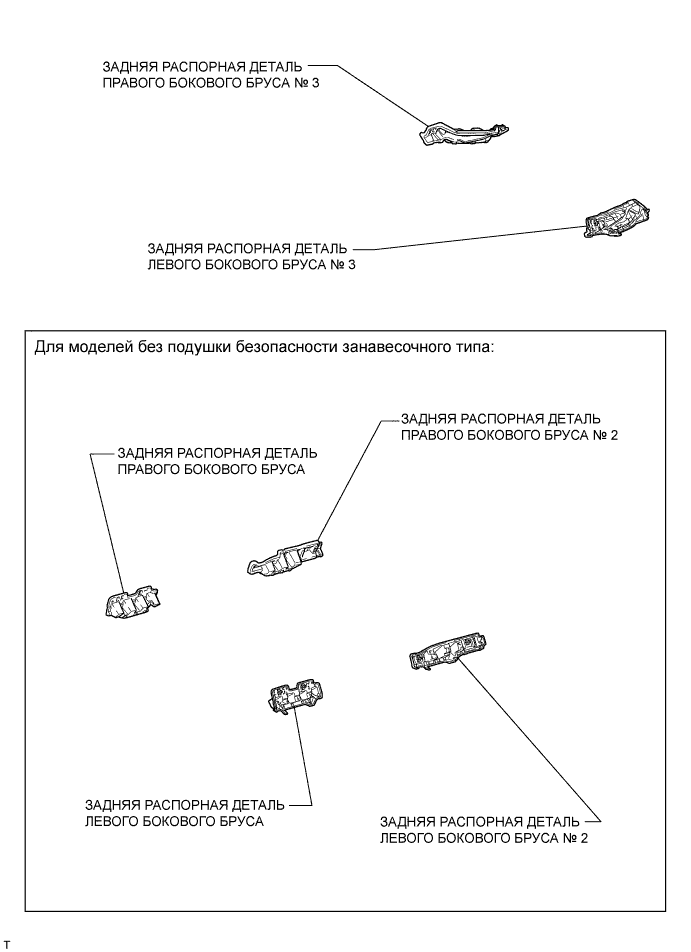 ЗАДНЯЯ РАСПОРНАЯ ДЕТАЛЬ
ПРАВОГО БОКОВОГО БРУСА № 3
ЗАДНЯЯ РАСПОРНАЯ ДЕТАЛЬ
ЛЕВОГО БОКОВОГО БРУСА № 3
Для моделей без подушки безопасности занавесочного типа:
ЗАДНЯЯ РАСПОРНАЯ ДЕТАЛЬ
ПРАВОГО БОКОВОГО БРУСА № 2
ЗАДНЯЯ РАСПОРНАЯ ДЕТАЛЬ
ПРАВОГО БОКОВОГО БРУСА
ЗАДНЯЯ РАСПОРНАЯ ДЕТАЛЬ
ЛЕВОГО БОКОВОГО БРУСА
ЗАДНЯЯ РАСПОРНАЯ ДЕТАЛЬ
ЛЕВОГО БОКОВОГО БРУСА № 2
T